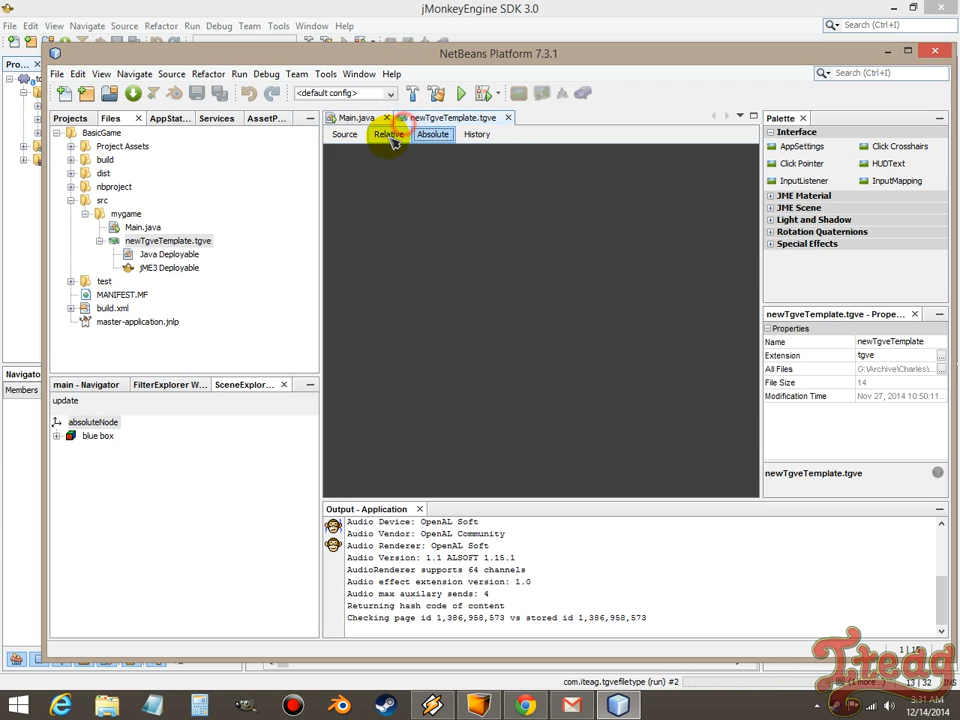 jMonkeyEngine SDK 3.0
File Edit View Navigate Source Refactor Run Debug Team Tools Window Help
Search (Ctrl+I)
Pro...
NetBeans Platform 7.3.1
File Edit View Navigate Source Refactor Run Debug Team Tools Window Help
Search (Ctrl+I)
<default config>
Projects Files AppStat... Services AssetP...
Main.java newTgveTemplate.tgve
Source Relative Absolute History
BasicGame
Project Assets
build
dist
nbproject
src
mygame
Main.java
newTgveTemplate.tgve
Java Deployable
jME3 Deployable
test
MANIFEST.MF
build.xml
master-application.jnlp
Palette
Interface
AppSettings Click Crosshairs
Click Pointer HUDText
InputListener InputMapping
JME Material
JME Scene
Light and Shadow
Rotation Quaternions
Special Effects
newTgveTemplate.tgve - Prope...
Properties
Name newTgveTemplate
Extension tgve
All Files G:\Archive\Charles\...
File Size 14
Modification Time Nov 27, 2014 10:50:11...
newTgveTemplate.tgve
Navigator
Members
main - Navigator FilterExplorer W... SceneExplor...
update
absoluteNode
blue box
Output - Application
Audio Device: OpenAL Soft
Audio Vendor: OpenAL Community
Audio Renderer: OpenAL Soft
Audio Version: 1.1 ALSOFT 1.15.1
AudioRenderer supports 64 channels
Audio effect extension version: 1.0
Audio max auxilary sends: 4
Returning hash code of content
Checking page id 1,386,958,573 vs stored id 1,386,958,573
1 | 15
com.iteag.tgvefiletype (run) #2
(1 more...)
13 | 32 INS
Itead
3:31 AM
12/14/2014